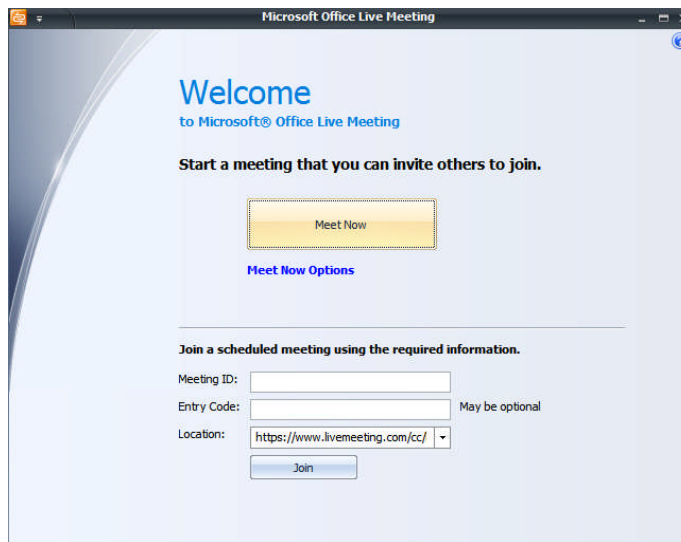 Microsoft Office Live Meeting
Welcome
to Microsoft® Office Live Meeting
Start a meeting that you can invite others to join.
Meet Now
Meet Now Options
Join a scheduled meeting using the required information.
Meeting ID:
Entry Code: May be optional
Location: https://www.livemeeting.com/cc/
Join